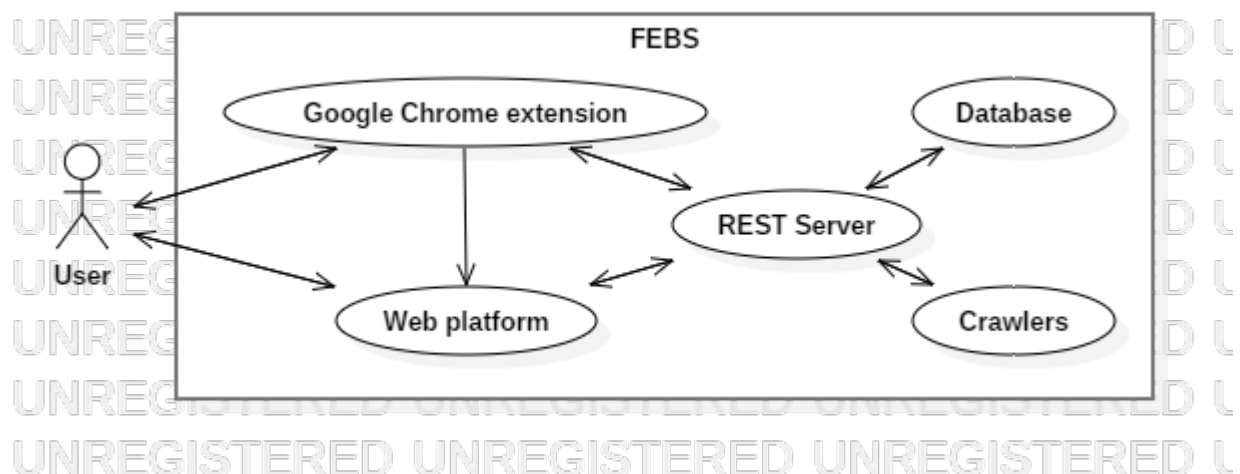 FEBS
Google Chrome extension
Database
REST Server
User
Web platform
Crawlers
UNREGISTERED UNREGISTERED UNREGISTERED U